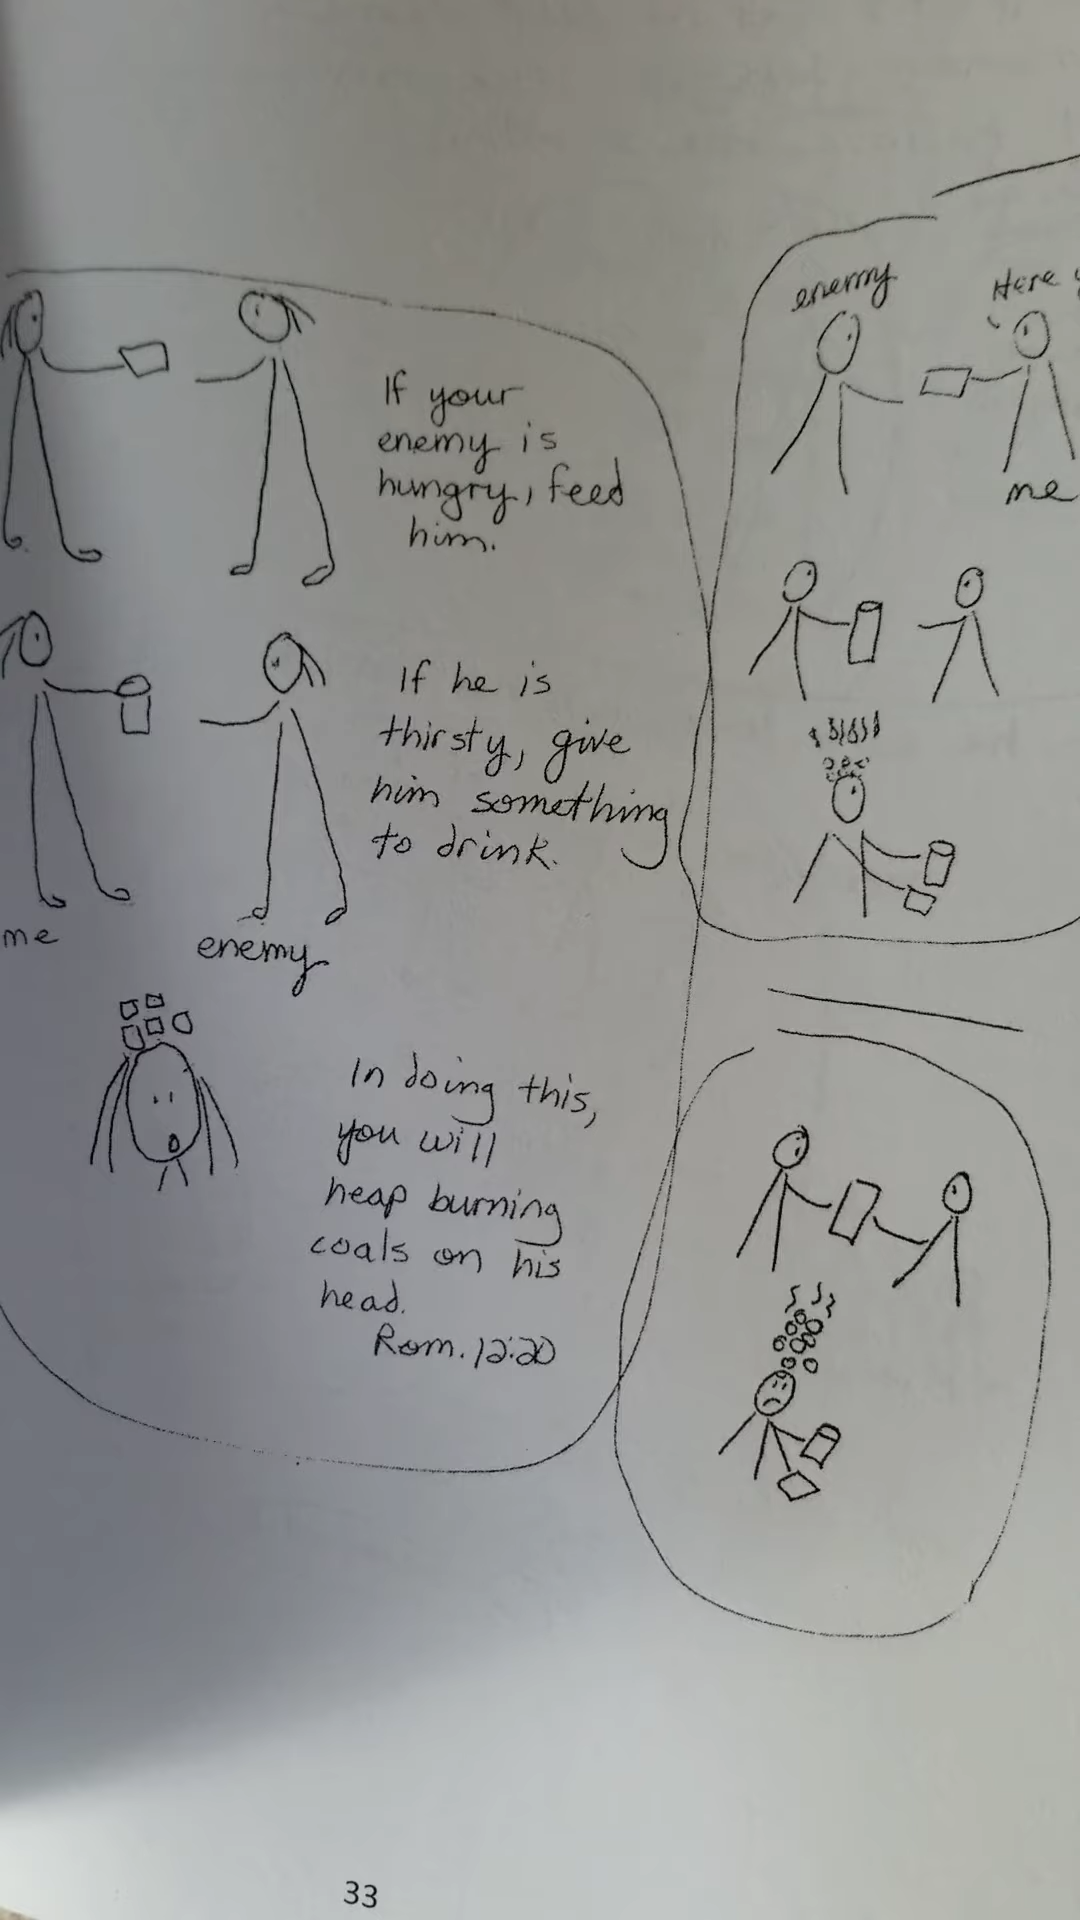 If your
enemy is
hungry, feed
him.
If he is
thirsty, give
him something
to drink.
me
enemy
In doing this,
you will
heap burning
coals on his
head.
Rom. 12:20
enemy
Here
me
33